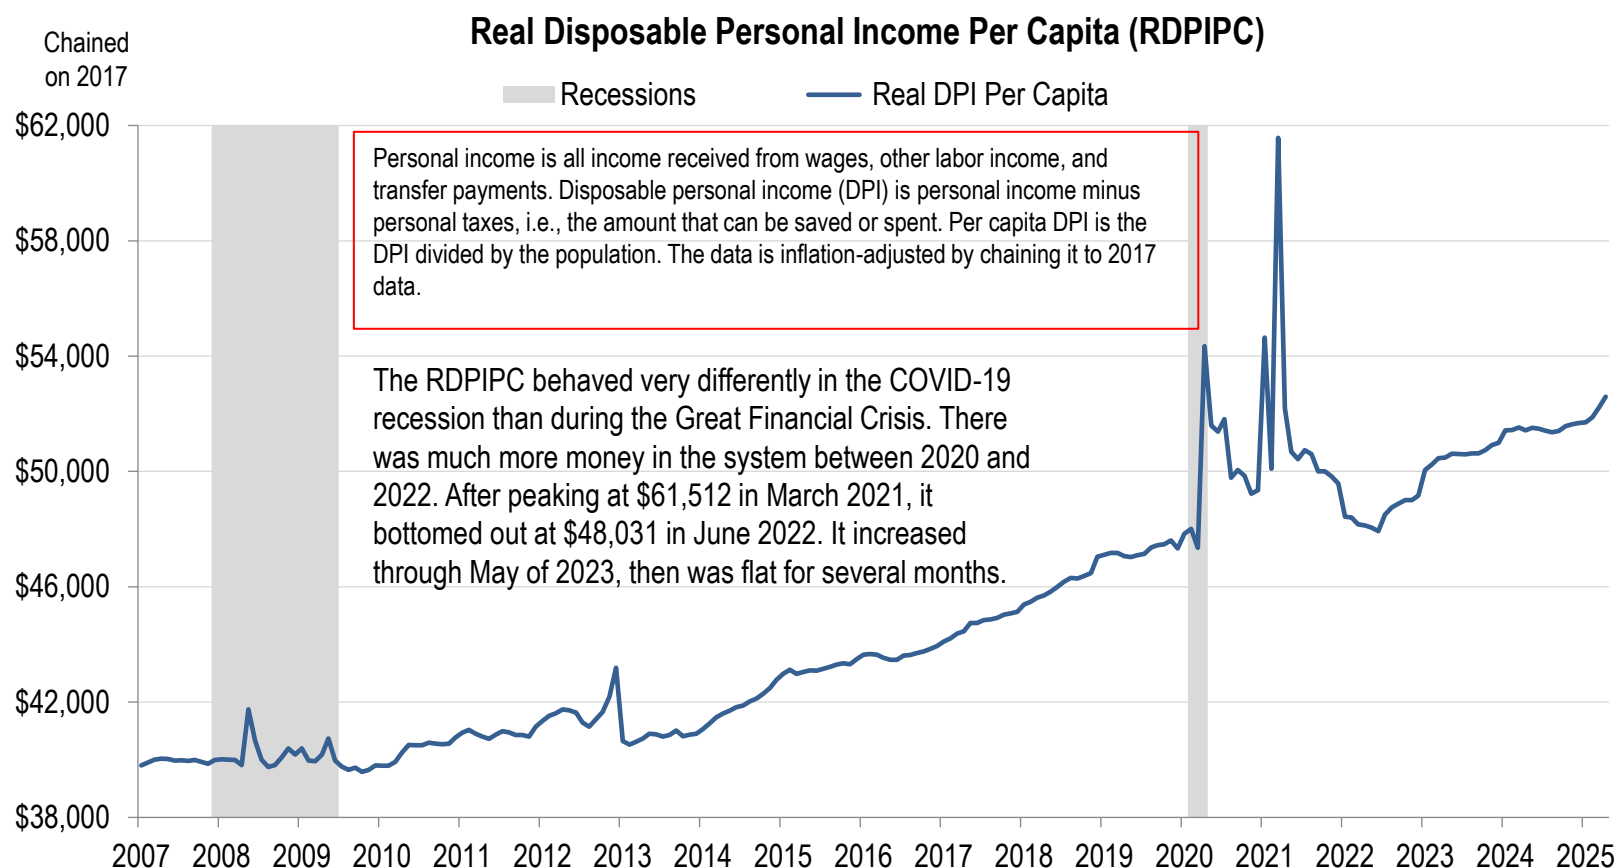 Real Disposable Personal Income Per Capita (RDPIPC)
Chained
on 2017
Recessions
Real DPI Per Capita
$62,000
$58,000
$54,000
$50,000
$46,000
$42,000
$38,000
Personal income is all income received from wages, other labor income, and
transfer payments. Disposable personal income (DPI) is personal income minus
personal taxes, i.e., the amount that can be saved or spent. Per capita DPI is the
DPI divided by the population. The data is inflation-adjusted by chaining it to 2017
data.
The RDPIPC behaved very differently in the COVID-19
recession than during the Great Financial Crisis. There
was much more money in the system between 2020 and
2022. After peaking at $61,512 in March 2021, it
bottomed out at $48,031 in June 2022. It increased
through May of 2023, then was flat for several months.
2007 2008 2009 2010 2011 2012 2013 2014 2015 2016 2017 2018 2019 2020 2021 2022 2023 2024 2025